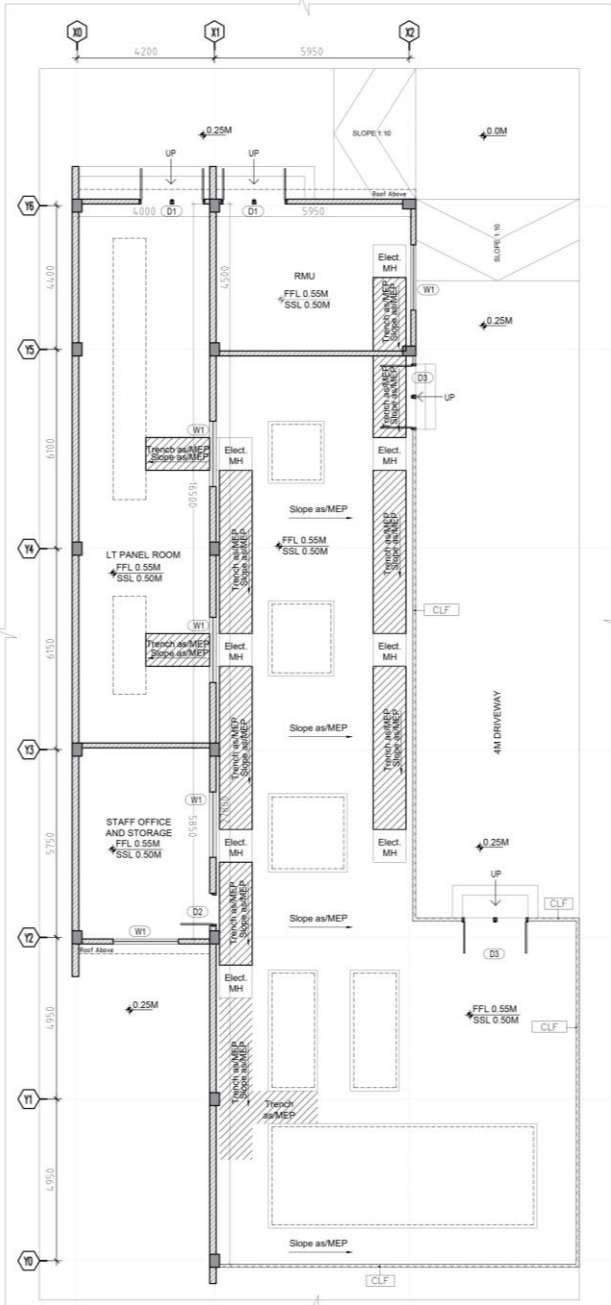 X0
X1
X2
4200
5950
0.25M
SLOPE 1:10
0.0M
UP
UP
Roof Above
Y6
4000
D1
D1
5950
SLOPE 1:10
4400
4500
RMU
FFL 0.55M
SSL 0.50M
Elect.
MH
Trench as/MEP
Slope as/MEP
W1
0.25M
Y5
D3
Trench as/MEP
Slope as/MEP
UP
6100
W1
Trench as/MEP
Slope as/MEP
Elect.
MH
Elect.
MH
16500
Slope as/MEP
Trench as/MEP
Slope as/MEP
FFL 0.55M
SSL 0.50M
Trench as/MEP
Slope as/MEP
Y4
LT PANEL ROOM
FFL 0.55M
SSL 0.50M
CLF
W1
Trench as/MEP
Slope as/MEP
6150
Elect.
MH
Elect.
MH
4M DRIVEWAY
Trench as/MEP
Slope as/MEP
Slope as/MEP
Trench as/MEP
Slope as/MEP
Y3
W1
STAFF OFFICE
AND STORAGE
FFL 0.55M
SSL 0.50M
5850
5750
Elect.
MH
Elect.
MH
0.25M
UP
Trench as/MEP
Slope as/MEP
D2
CLF
Slope as/MEP
Y2
W1
Roof Above
D3
Elect.
MH
0.25M
FFL 0.55M
SSL 0.50M
CLF
4950
Trench as/MEP
Slope as/MEP
Y1
Trench
as/MEP
4950
Slope as/MEP
Y0
CLF